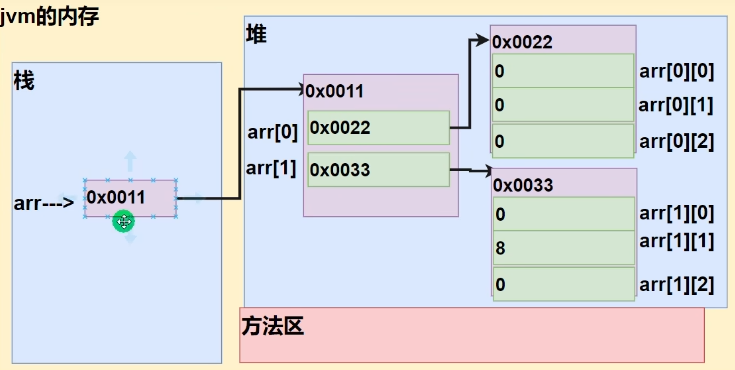 jvm的内存
栈
arr--->
0x0011
堆
0x0011
arr[0]
0x0022
arr[1]
0x0033
0x0022
0
arr[0][0]
0
arr[0][1]
0
arr[0][2]
0x0033
0
arr[1][0]
8
arr[1][1]
0
arr[1][2]
方法区